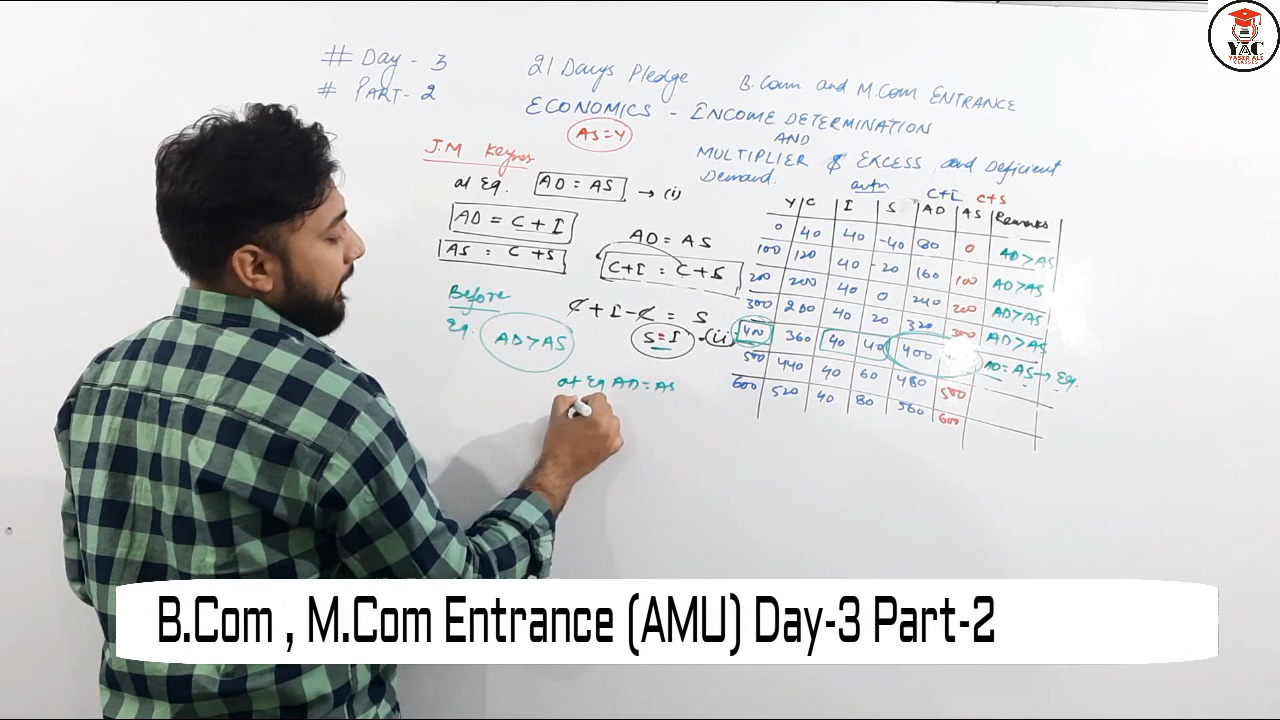 # Day - 3
# PART - 2
21 Days Pledge B.Com and M.Com ENTRANCE
ECONOMICS - ENCOME DETERMINATION
AND
MULTIPLIER & EXCESS and Deficient
Demand.
AS = Y
J.M Keynes
at Eq. AD = AS → (i)
AD = C + I
AS = C + S
AD = AS
C+I = C+S
C + I - C = S
S = I (ii)
Before
Eq. AD > AS
at Eq AD = AS
autn C+I C+S
Y C I S AD AS Remarks
0 40 40 -40 80 0 AD>AS
100 120 40 -20 160 100 AD>AS
200 200 40 0 240 200 AD>AS
300 280 40 20 320 300 AD>AS
400 360 40 40 400 AD = AS → Eq.
500 440 40 60 480 500
600 520 40 80 560 600
YAC
YASIR ALI
CLASSES
B.Com , M.Com Entrance (AMU) Day-3 Part-2